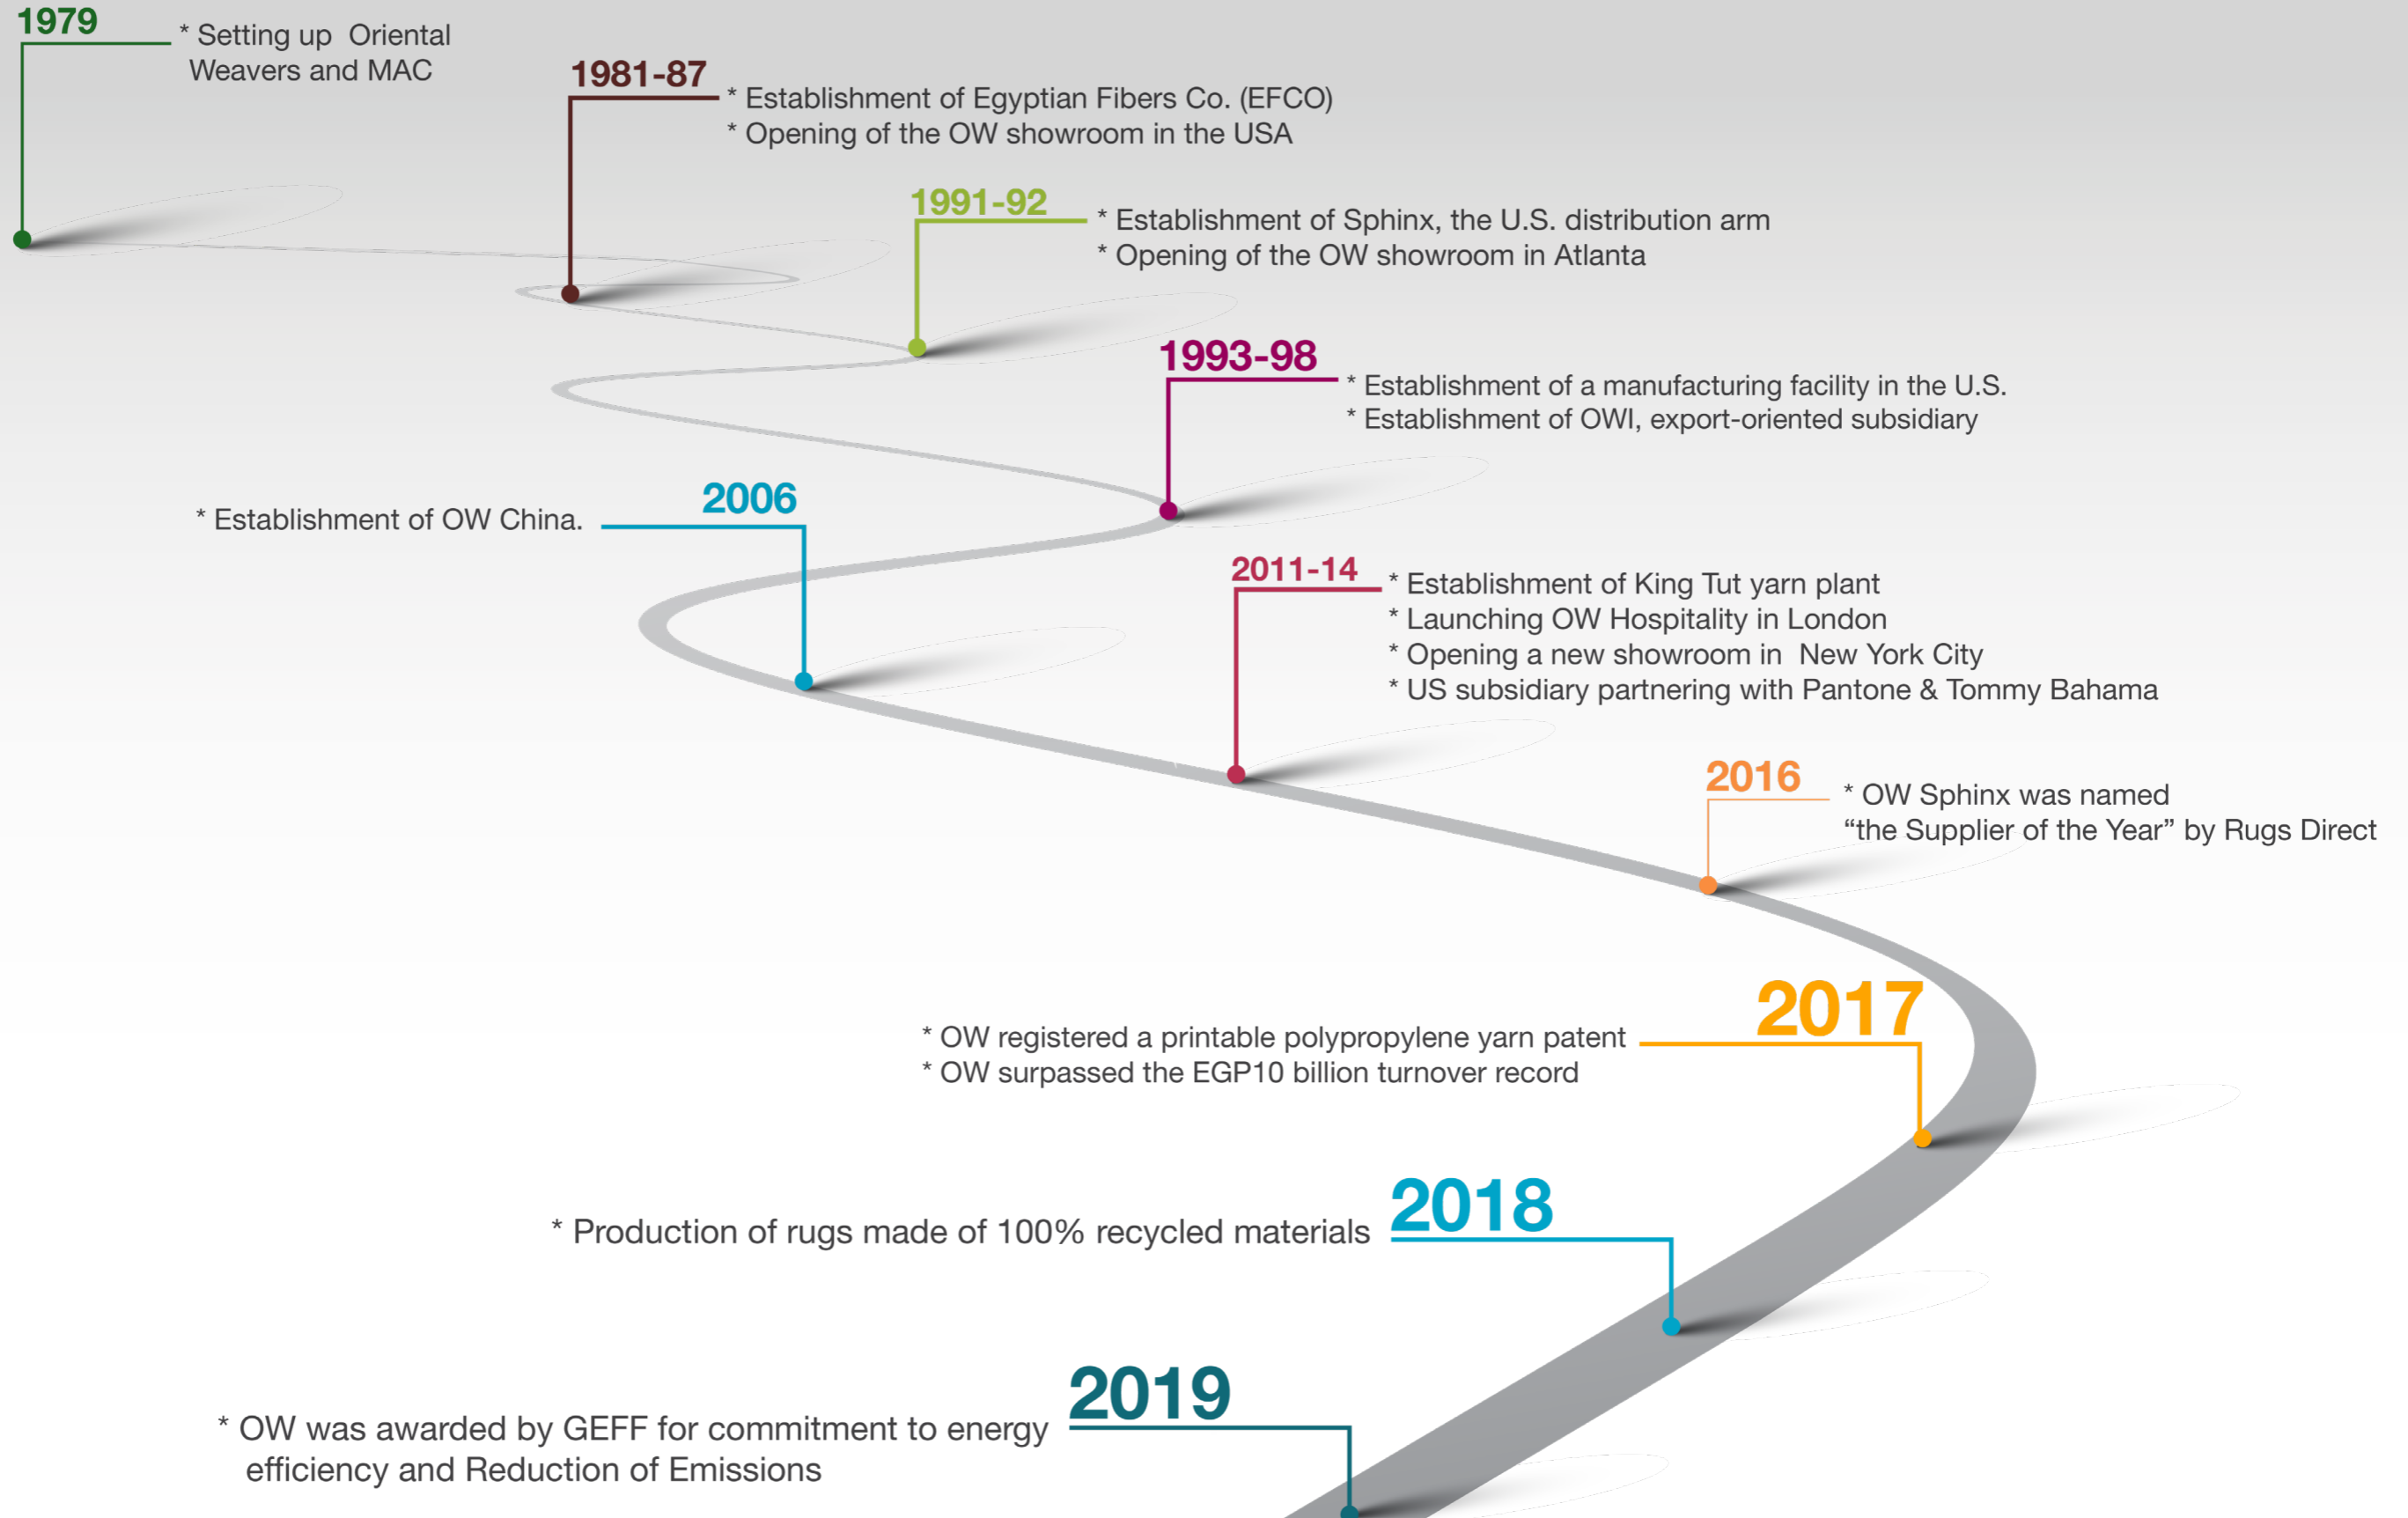 1979
* Setting up Oriental
Weavers and MAC
1981-87
* Establishment of Egyptian Fibers Co. (EFCO)
* Opening of the OW showroom in the USA
1991-92
* Establishment of Sphinx, the U.S. distribution arm
* Opening of the OW showroom in Atlanta
1993-98
* Establishment of a manufacturing facility in the U.S.
* Establishment of OWI, export-oriented subsidiary
2006
* Establishment of OW China.
2011-14
* Establishment of King Tut yarn plant
* Launching OW Hospitality in London
* Opening a new showroom in New York City
* US subsidiary partnering with Pantone & Tommy Bahama
2016
* OW Sphinx was named
“the Supplier of the Year” by Rugs Direct
2017
* OW registered a printable polypropylene yarn patent
* OW surpassed the EGP10 billion turnover record
2018
* Production of rugs made of 100% recycled materials
2019
* OW was awarded by GEFF for commitment to energy
efficiency and Reduction of Emissions